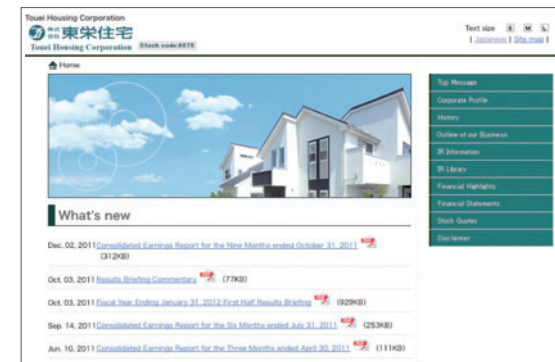 Touei Housing Corporation
株式会社 東栄住宅
Touei Housing Corporation Stock code:8875
Text size S M L
| Japanese | Site map |
Home
Top Message
Corporate Profile
History
Outline of our Business
IR Information
IR Library
Financial Highlights
Financial Statements
Stock Quotes
Disclaimer
What's new
Dec. 02, 2011 Consolidated Earnings Report for the Nine Months ended October 31, 2011
(312KB)
Oct. 03, 2011 Results Briefing Commentary (77KB)
Oct. 03, 2011 Fiscal Year Ending January 31, 2012 First Half Results Briefing (929KB)
Sep. 14, 2011 Consolidated Earnings Report for the Six Months ended July 31, 2011 (253KB)
Jun. 10, 2011 Consolidated Earnings Report for the Three Months ended April 30, 2011 (111KB)